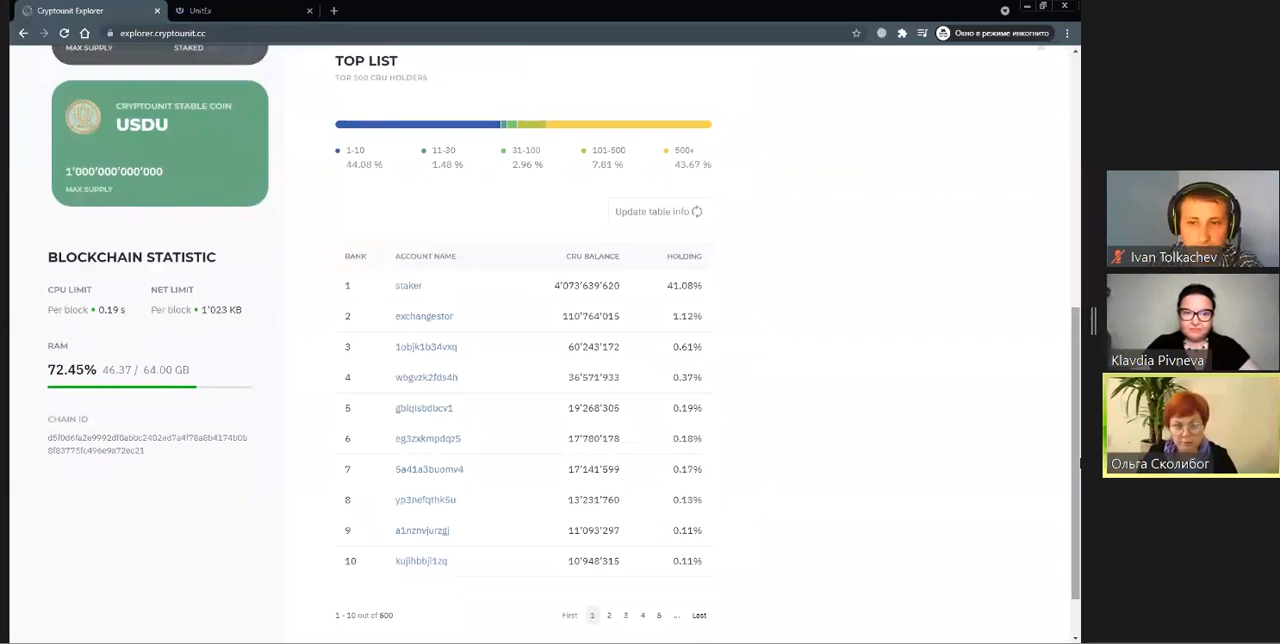 Cryptounit Explorer
UnitEx
explorer.cryptounit.cc
Окно в режиме инкогнито
MAX SUPPLY STAKED
CRYPTOUNIT STABLE COIN
USDU
1'000'000'000'000
MAX SUPPLY
BLOCKCHAIN STATISTIC
CPU LIMIT NET LIMIT
Per block • 0.19 s Per block • 1'023 KB
RAM
72.45% 46.37 / 64.00 GB
CHAIN ID
TOP LIST
TOP 500 CRU HOLDERS
1-10 11-30 31-100 101-500 500+
44.08 % 1.48 % 2.96 % 7.81 % 43.67 %
Update table info
RANK ACCOUNT NAME CRU BALANCE HOLDING
1 staker 4'073'639'620 41.08%
2 exchangestor 110'764'015 1.12%
3 1objk1b34vxq 60'243'172 0.61%
4 wbgvzk2fds4h 36'571'933 0.37%
5 gblqisbdbcv1 19'268'305 0.19%
6 eg3zxkmpdqz5 17'780'178 0.18%
7 5a41a3buomv4 17'141'599 0.17%
8 13'231'760 0.13%
9 a1nznvjurzgj 11'093'297 0.11%
10 10'948'315 0.11%
1 - 10 out of 500 First 1 2 3 4 5 ... Last
Ivan Tolkachev
Klavdia Pivneva
Ольга Сколибог